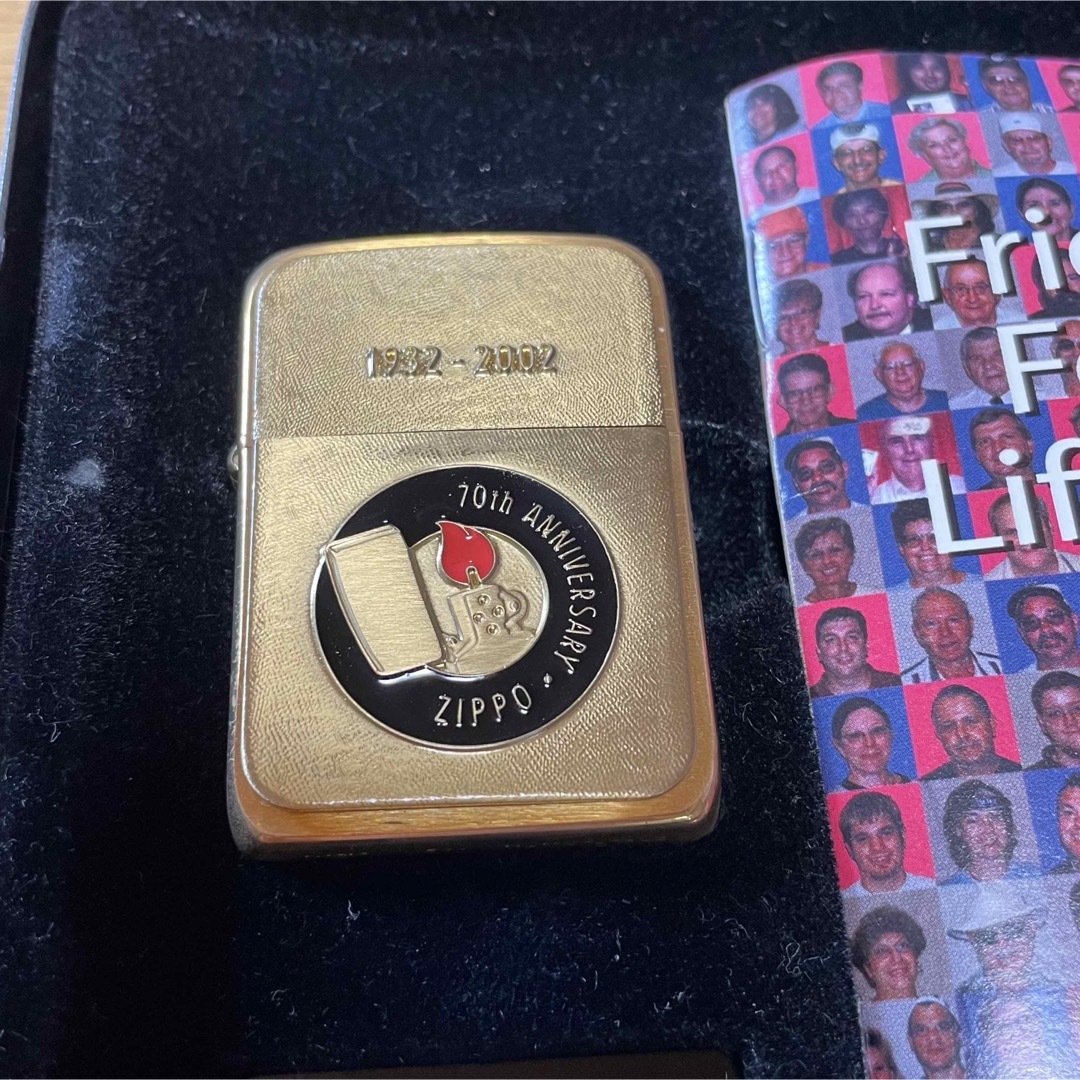 1932 - 2002
70th ANNIVERSARY •
ZIPPO